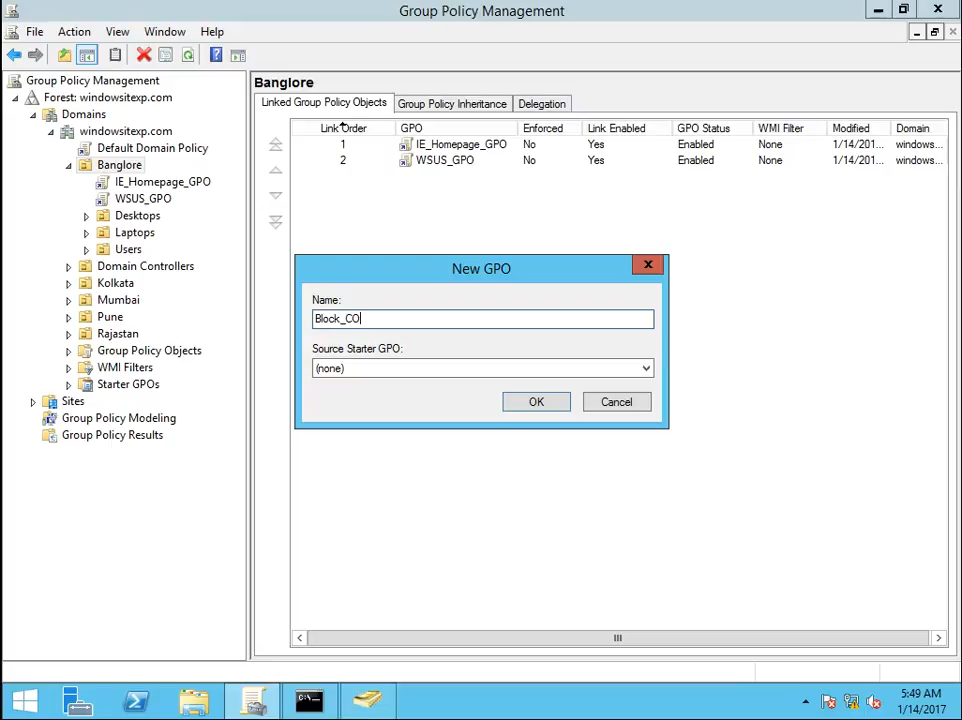 Group Policy Management
File Action View Window Help
Group Policy Management
Forest: windowsitexp.com
Domains
windowsitexp.com
Default Domain Policy
Banglore
IE_Homepage_GPO
WSUS_GPO
Desktops
Laptops
Users
Domain Controllers
Kolkata
Mumbai
Pune
Rajastan
Group Policy Objects
WMI Filters
Starter GPOs
Sites
Group Policy Modeling
Group Policy Results
Banglore
Linked Group Policy Objects Group Policy Inheritance Delegation
Link Order GPO Enforced Link Enabled GPO Status WMI Filter Modified Domain
1 IE_Homepage_GPO No Yes Enabled None 1/14/201... windows...
2 WSUS_GPO No Yes Enabled None 1/14/201... windows...
New GPO
Name:
Block_CO
Source Starter GPO:
(none)
OK Cancel
5:49 AM
1/14/2017